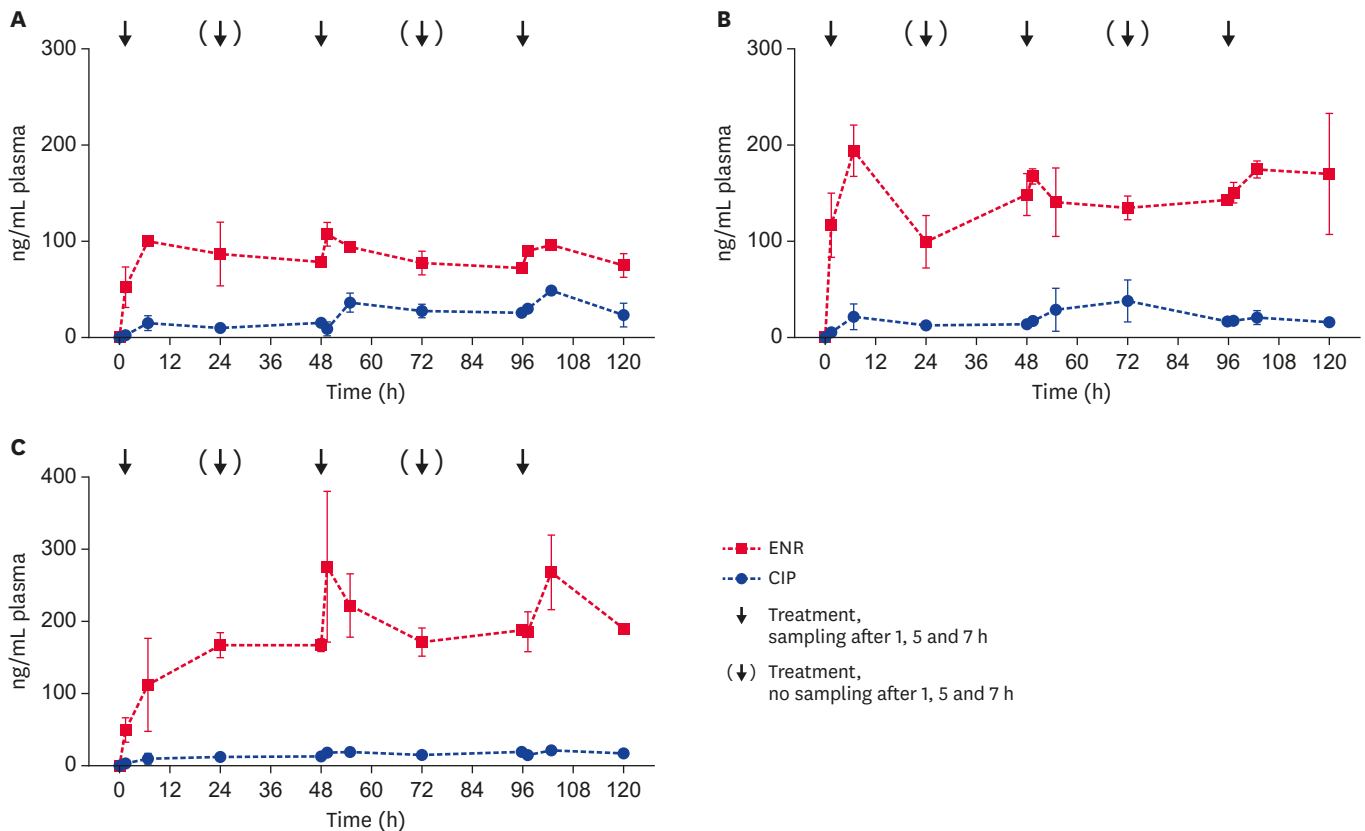 A
( ) ( )
300
200
100
0
ng/mL plasma
0 12 24 36 48 60 72 84 96 108 120
Time (h)
B
( ) ( )
300
200
100
0
ng/mL plasma
0 12 24 36 48 60 72 84 96 108 120
Time (h)
C
( ) ( )
400
300
200
100
0
ng/mL plasma
0 12 24 36 48 60 72 84 96 108 120
Time (h)
ENR
CIP
Treatment,
sampling after 1, 5 and 7 h
( ) Treatment,
no sampling after 1, 5 and 7 h